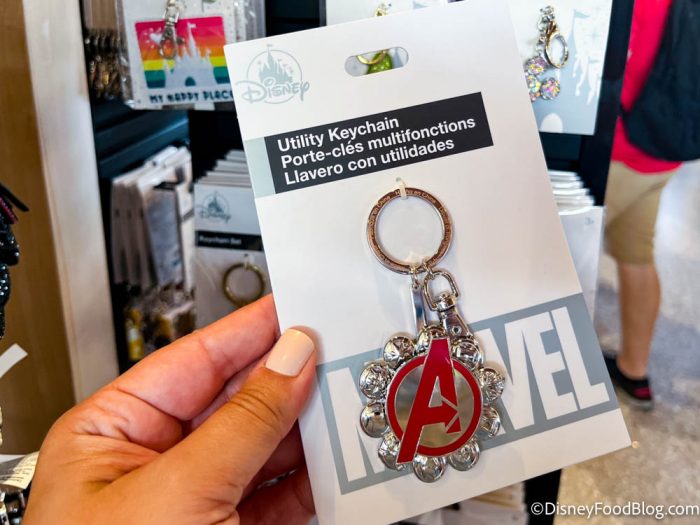 MY HAPPY PLACE
Disney
Utility Keychain
Porte-clés multifonctions
Llavero con utilidades
Disney
Keychain Set
MARVEL
A
©DisneyFoodBlog.com